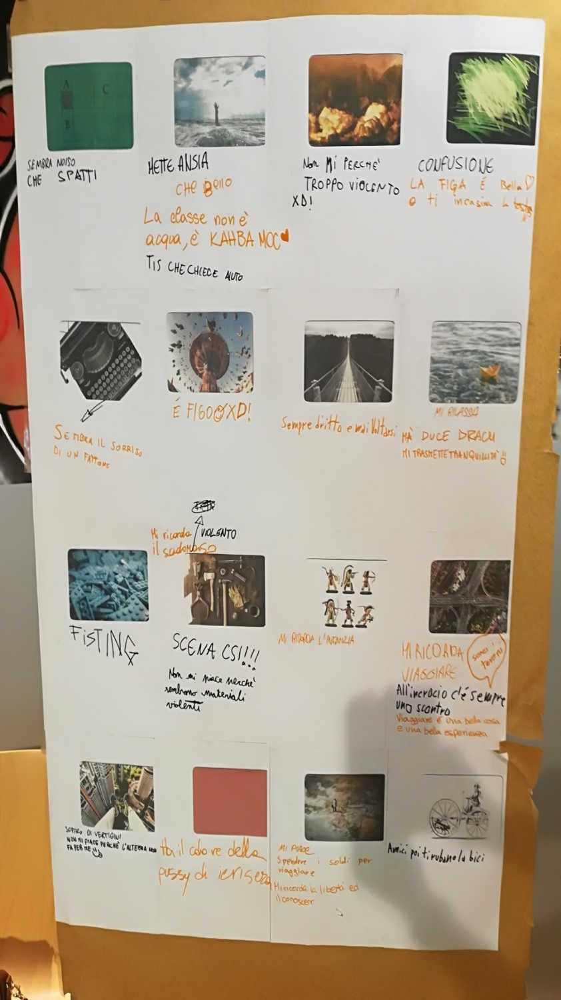 A
C
B
SEMBRA NOISO
CHE SPATTI
METTE ANSIA
CHE Bello
La classe non è
acqua, è KAHBA MOC
TIS CHE CHIEDE AIUTO
Non Mi PERCHE'
TROPPO VIOLENTO
XD!
CONFUSIONE
LA FIGA É Bella
e ti incasina la testa
SEMBRA IL SORRISO
DI UN FATTONE
É FIGO XD!
Sempre dritto e mai Voltarsi
MI RILASSA
MÀ DUCE DRACU
MI TRASMETTE TRANQUILLITÀ
Mi ricorda
il sadomaso
VIOLENTO
FISTING
SCENA CSI!!!
Non mi piace perchè
sembrano materiali
violenti
MI RICORDA L'INFANZIA
MI RICORDA
VIAGGIARE
sono i
All'incrocio c'é sempre
uno scontro
Viaggiare é una bella cosa
e una bella esperienza
SOFFRO DI VERTIGINI
NON MI PIACE PERCHÈ L'ALTEZZA NON
FA PER ME
Ha il colore della
pussy di ieri sera
MI PIACE
Spendere i soldi per
viaggiare
Mi ricorda la libertà ed
il conoscere
Amici poi ti rubano la bici